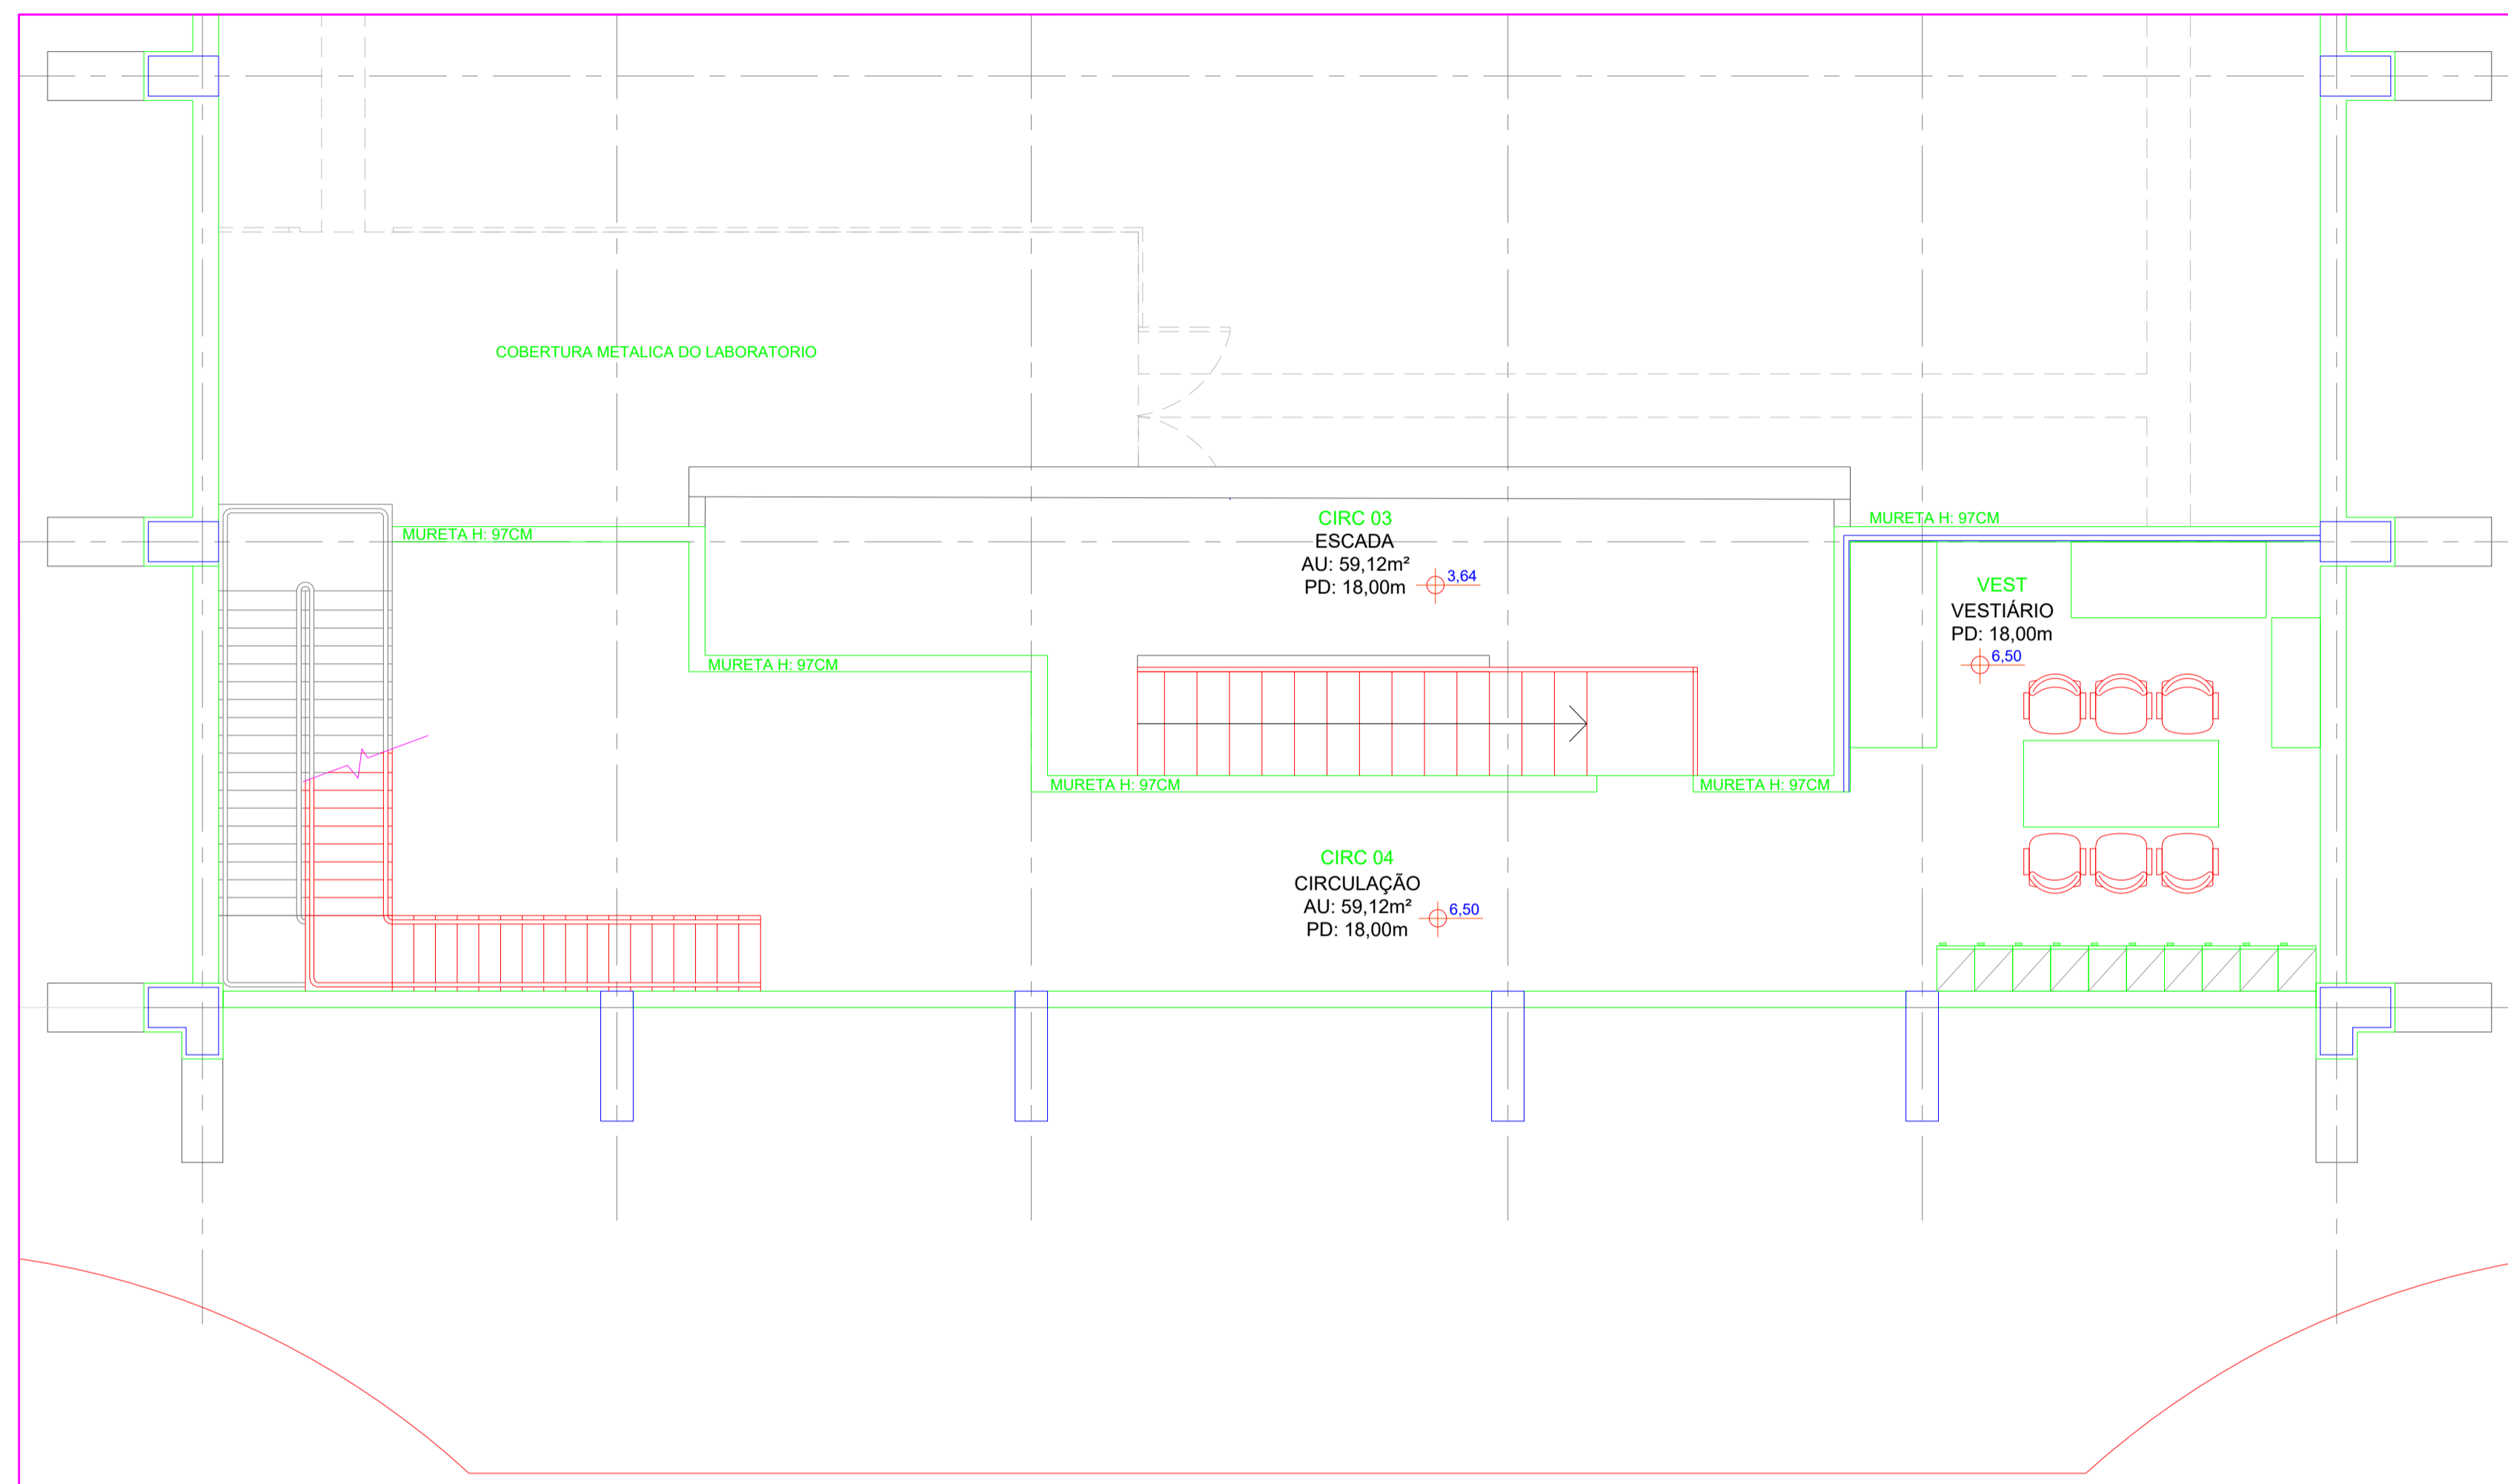 COBERTURA METALICA DO LABORATORIO
MURETA H: 97CM
CIRC 03
ESCADA
AU: 59,12m²
PD: 18,00m
3,64
MURETA H: 97CM
VEST
VESTIÁRIO
PD: 18,00m
6,50
MURETA H: 97CM
MURETA H: 97CM
MURETA H: 97CM
CIRC 04
CIRCULAÇÃO
AU: 59,12m²
PD: 18,00m
6,50